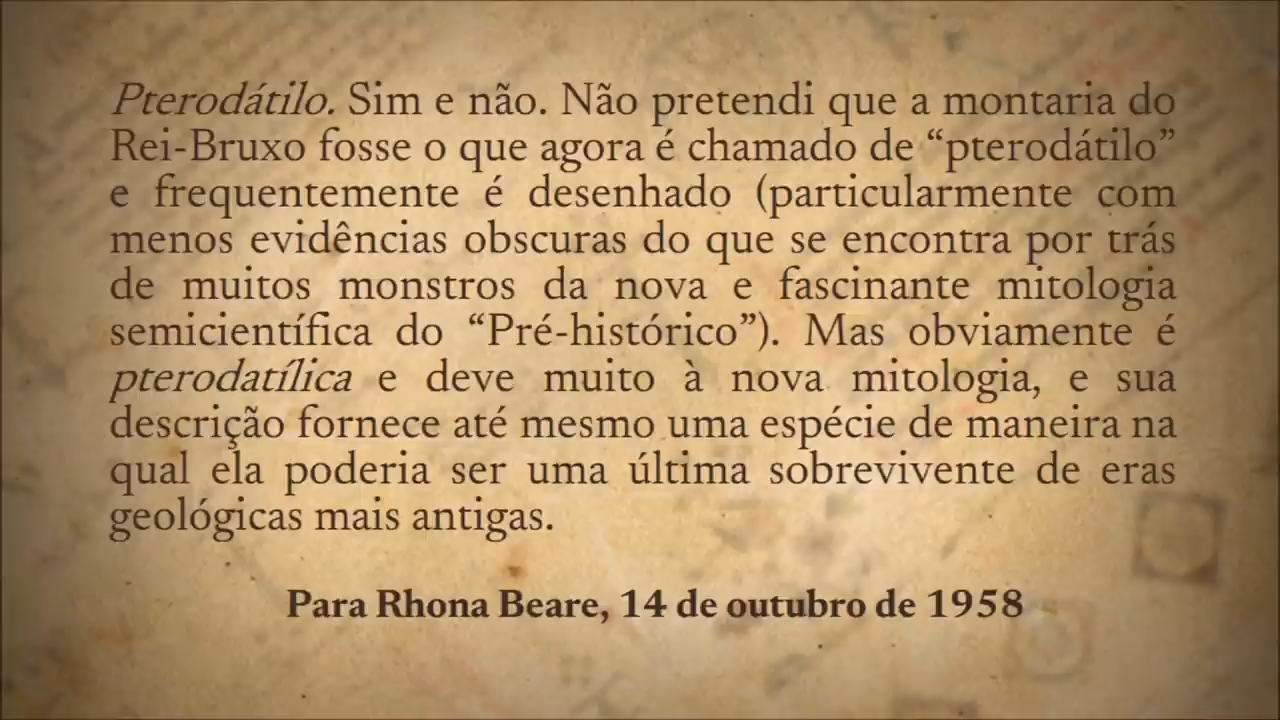 Pterodátilo. Sim e não. Não pretendi que a montaria do
Rei-Bruxo fosse o que agora é chamado de “pterodátilo”
e frequentemente é desenhado (particularmente com
menos evidências obscuras do que se encontra por trás
de muitos monstros da nova e fascinante mitologia
semicientífica do “Pré-histórico”). Mas obviamente é
pterodatílica e deve muito à nova mitologia, e sua
descrição fornece até mesmo uma espécie de maneira na
qual ela poderia ser uma última sobrevivente de eras
geológicas mais antigas.
Para Rhona Beare, 14 de outubro de 1958